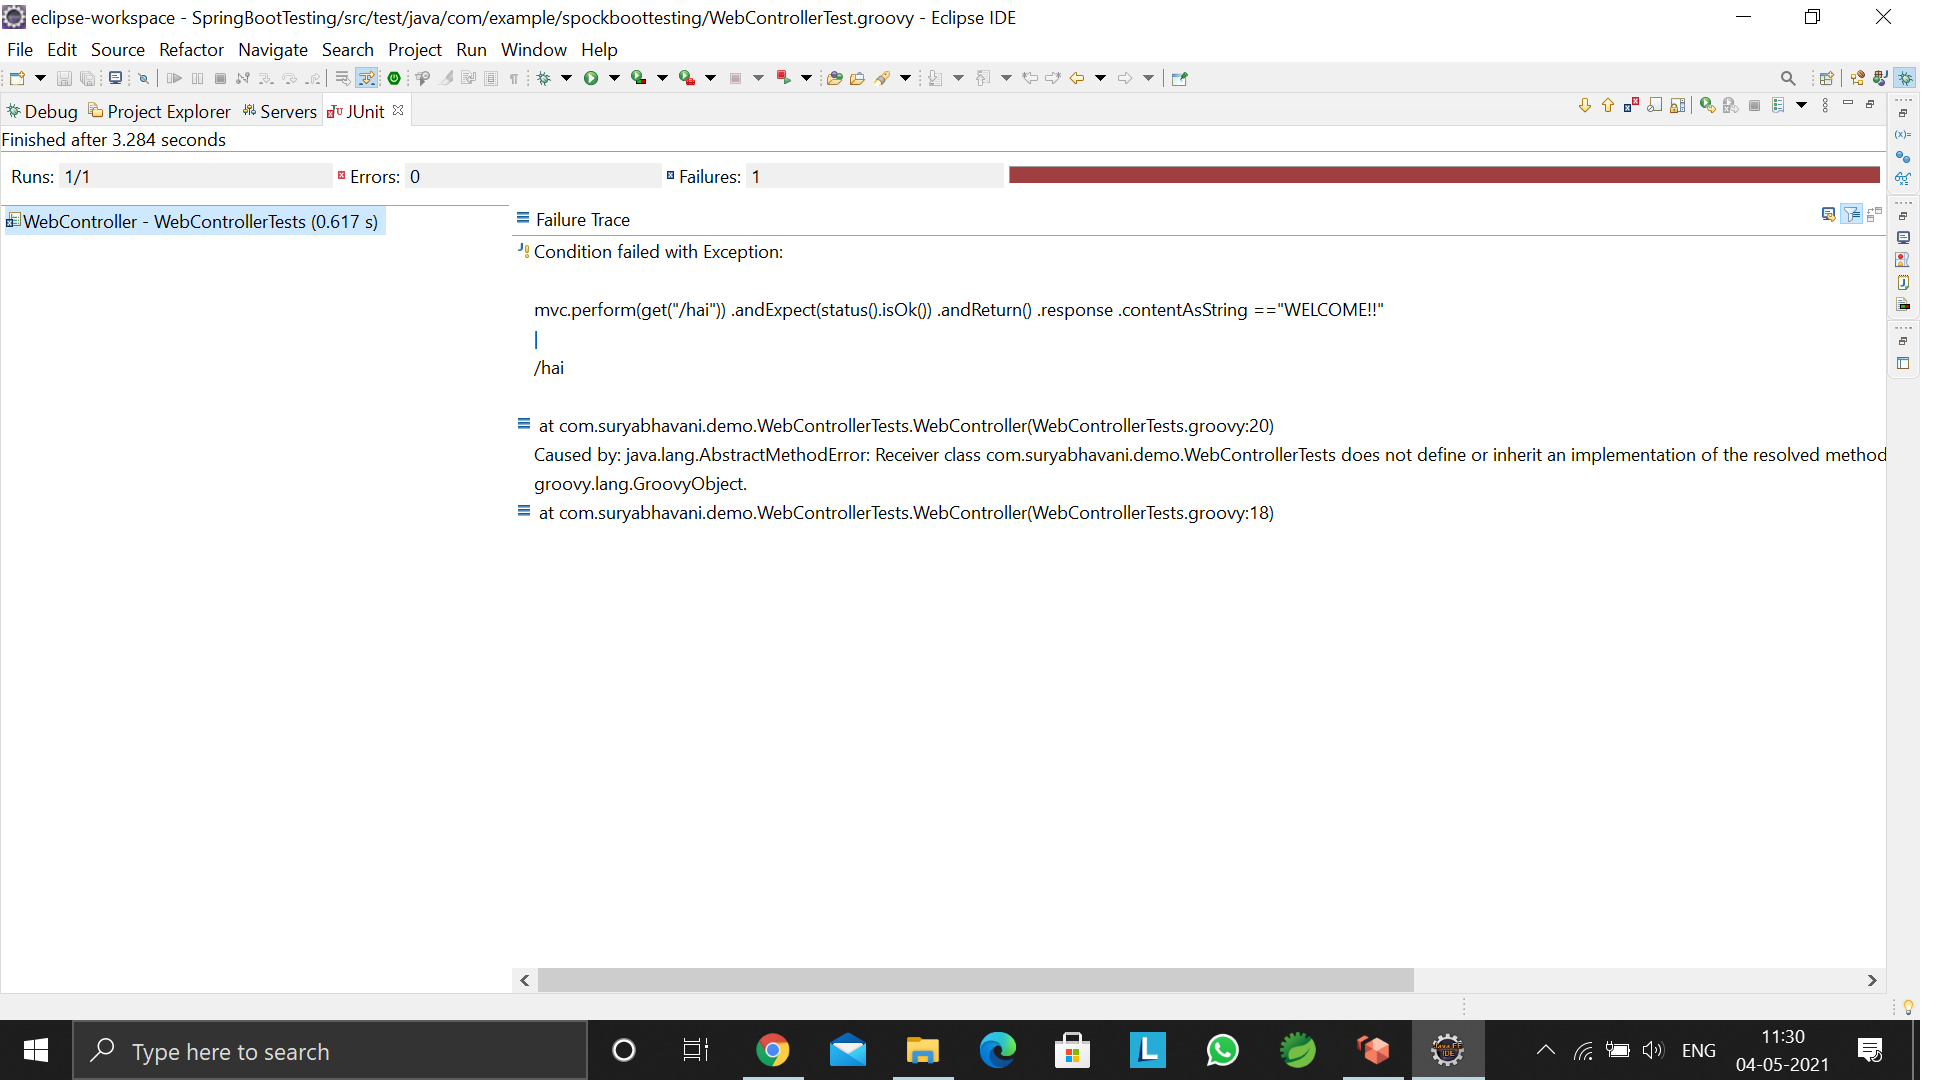 eclipse-workspace - SpringBootTesting/src/test/java/com/example/spockboottesting/WebControllerTest.groovy - Eclipse IDE
File Edit Source Refactor Navigate Search Project Run Window Help
Debug Project Explorer Servers JUnit
Finished after 3.284 seconds
Runs: 1/1 Errors: 0 Failures: 1
WebController - WebControllerTests (0.617 s)
Failure Trace
Condition failed with Exception:
mvc.perform(get("/hai")) .andExpect(status().isOk()) .andReturn() .response .contentAsString =="WELCOME!!"
|
/hai
at com.suryabhavani.demo.WebControllerTests.WebController(WebControllerTests.groovy:20)
Caused by: java.lang.AbstractMethodError: Receiver class com.suryabhavani.demo.WebControllerTests does not define or inherit an implementation of the resolved method
groovy.lang.GroovyObject.
at com.suryabhavani.demo.WebControllerTests.WebController(WebControllerTests.groovy:18)
Type here to search
ENG
11:30
04-05-2021